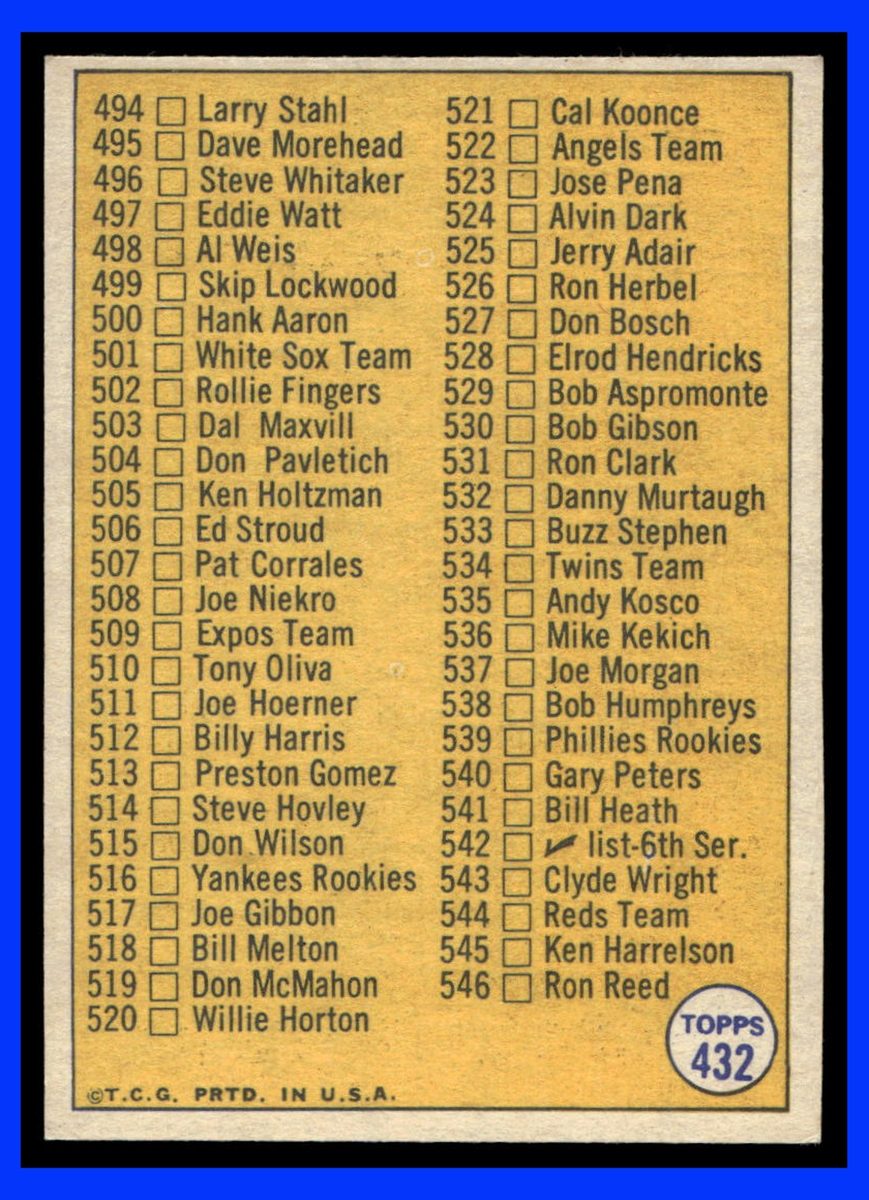 494 Larry Stahl
495 Dave Morehead
496 Steve Whitaker
497 Eddie Watt
498 Al Weis
499 Skip Lockwood
500 Hank Aaron
501 White Sox Team
502 Rollie Fingers
503 Dal Maxvill
504 Don Pavletich
505 Ken Holtzman
506 Ed Stroud
507 Pat Corrales
508 Joe Niekro
509 Expos Team
510 Tony Oliva
511 Joe Hoerner
512 Billy Harris
513 Preston Gomez
514 Steve Hovley
515 Don Wilson
516 Yankees Rookies
517 Joe Gibbon
518 Bill Melton
519 Don McMahon
520 Willie Horton
521 Cal Koonce
522 Angels Team
523 Jose Pena
524 Alvin Dark
525 Jerry Adair
526 Ron Herbel
527 Don Bosch
528 Elrod Hendricks
529 Bob Aspromonte
530 Bob Gibson
531 Ron Clark
532 Danny Murtaugh
533 Buzz Stephen
534 Twins Team
535 Andy Kosco
536 Mike Kekich
537 Joe Morgan
538 Bob Humphreys
539 Phillies Rookies
540 Gary Peters
541 Bill Heath
542 ✓ list-6th Ser.
543 Clyde Wright
544 Reds Team
545 Ken Harrelson
546 Ron Reed
TOPPS
432
©T.C.G. PRTD. IN U.S.A.